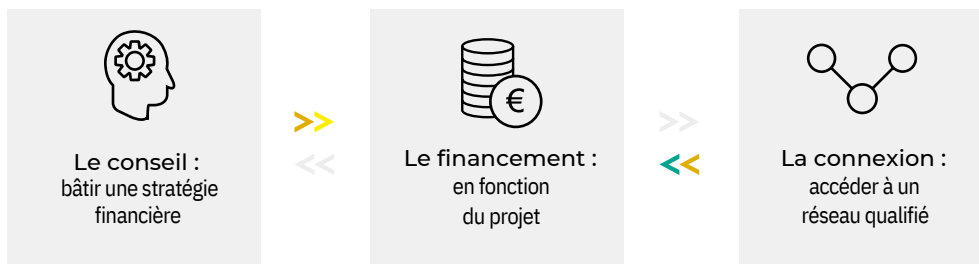 Le conseil :
bâtir une stratégie
financière
Le financement :
en fonction
du projet
La connexion :
accéder à un
réseau qualifié